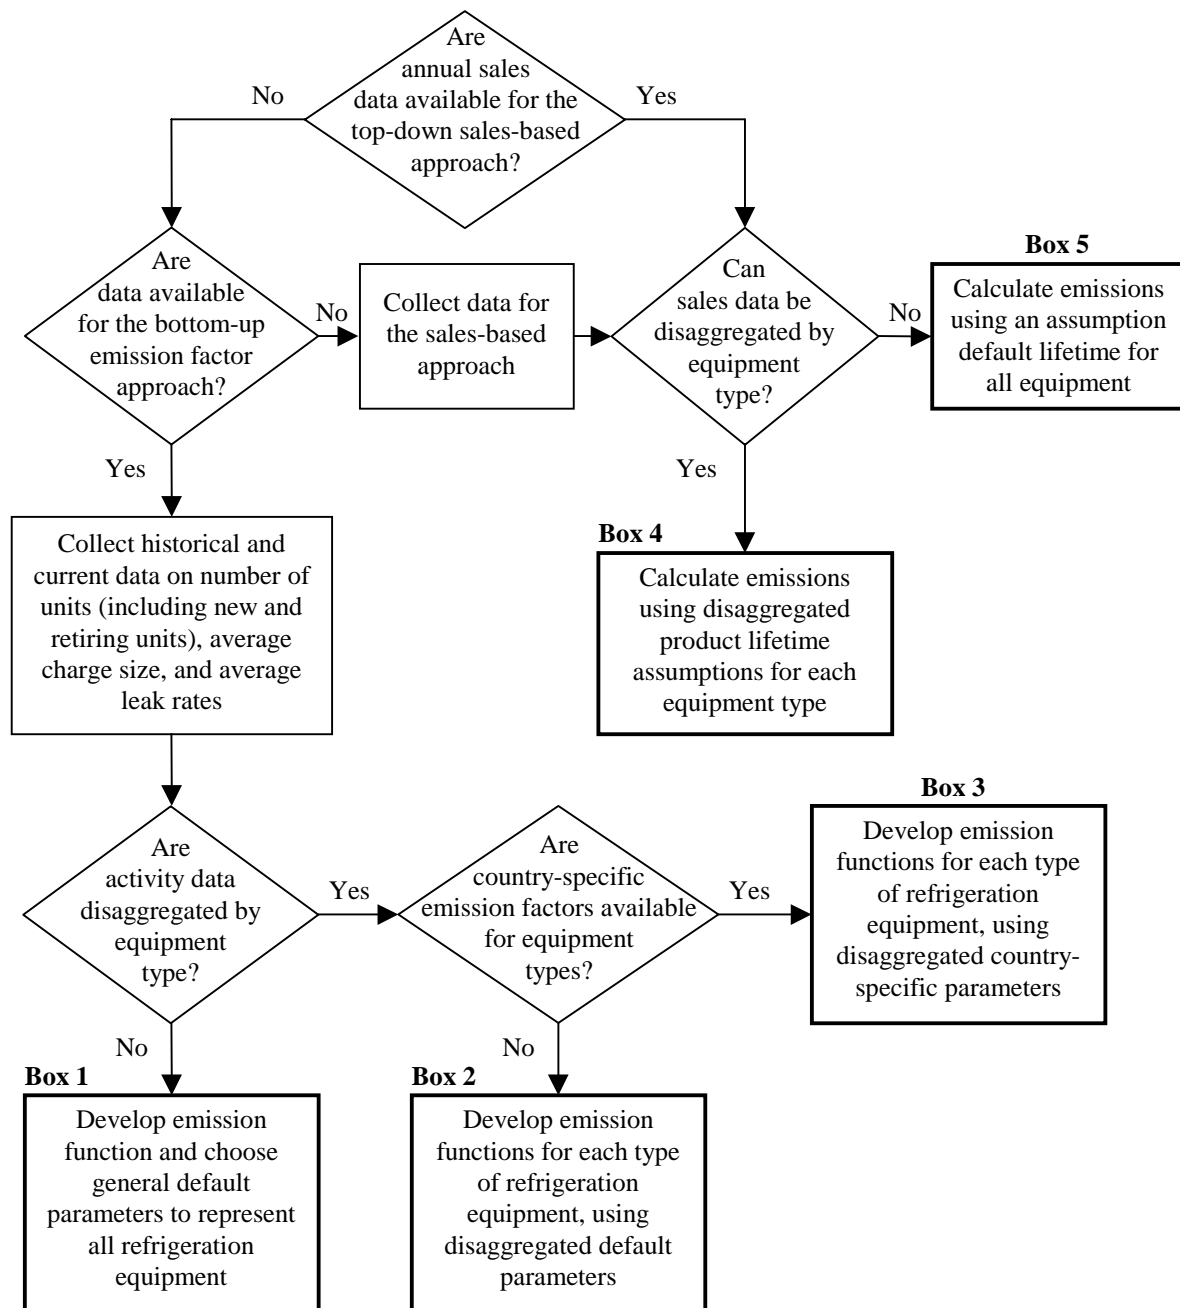 Are
annual sales
data available for the
top-down sales-based
approach?
No
Yes
Are
data available
for the bottom-up
emission factor
approach?
No
Collect data for
the sales-based
approach
Can
sales data be
disaggregated by
equipment
type?
No
Box 5
Calculate emissions
using an assumption
default lifetime for
all equipment
Yes
Yes
Collect historical and
current data on number of
units (including new and
retiring units), average
charge size, and average
leak rates
Box 4
Calculate emissions
using disaggregated
product lifetime
assumptions for each
equipment type
Are
activity data
disaggregated by
equipment
type?
Yes
Are
country-specific
emission factors available
for equipment
types?
Yes
Box 3
Develop emission
functions for each type
of refrigeration
equipment, using
disaggregated country-
specific parameters
No
No
Box 1
Develop emission
function and choose
general default
parameters to represent
all refrigeration
equipment
Box 2
Develop emission
functions for each type
of refrigeration
equipment, using
disaggregated default
parameters